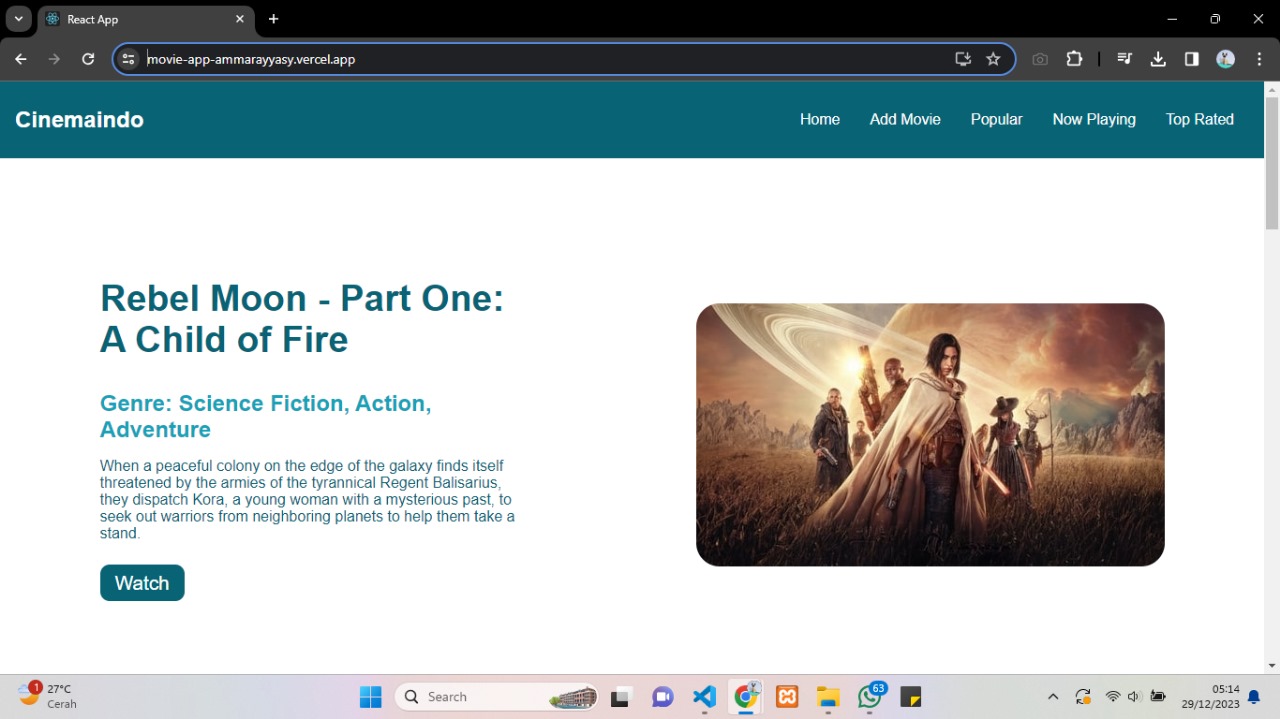 React App
movie-app-ammarayyasy.vercel.app
Cinemaindo
Home Add Movie Popular Now Playing Top Rated
Rebel Moon - Part One:
A Child of Fire
Genre: Science Fiction, Action,
Adventure
When a peaceful colony on the edge of the galaxy finds itself
threatened by the armies of the tyrannical Regent Balisarius,
they dispatch Kora, a young woman with a mysterious past, to
seek out warriors from neighboring planets to help them take a
stand.
Watch
1
27°C
Cerah
Search
63
05:14
29/12/2023